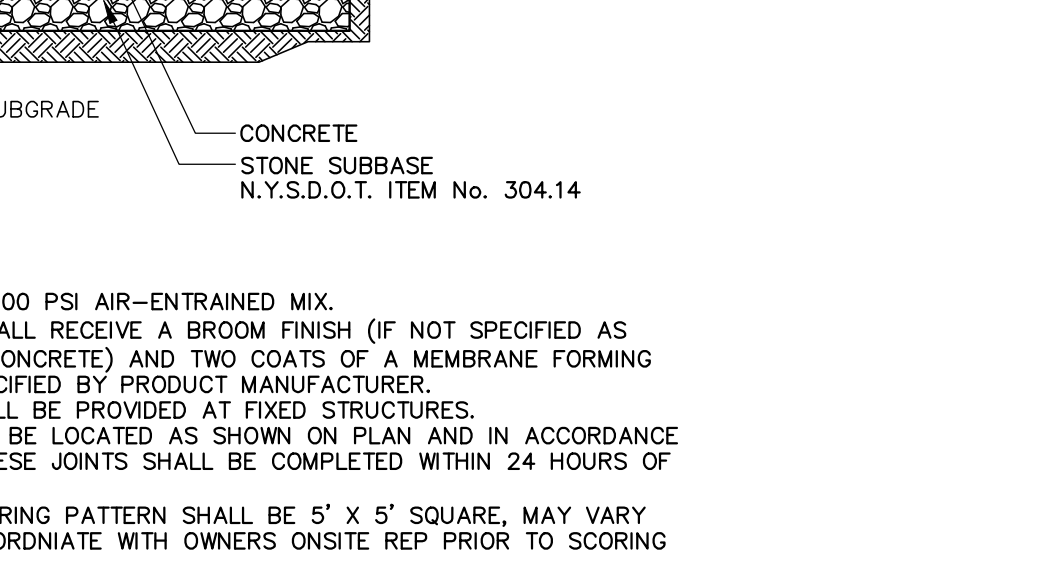 UBGRADE
CONCRETE
STONE SUBBASE
N.Y.S.D.O.T. ITEM No. 304.14
00 PSI AIR-ENTRAINED MIX.
ALL RECEIVE A BROOM FINISH (IF NOT SPECIFIED AS
ONCRETE) AND TWO COATS OF A MEMBRANE FORMING
CIFIED BY PRODUCT MANUFACTURER.
LL BE PROVIDED AT FIXED STRUCTURES.
BE LOCATED AS SHOWN ON PLAN AND IN ACCORDANCE
ESE JOINTS SHALL BE COMPLETED WITHIN 24 HOURS OF
RING PATTERN SHALL BE 5' X 5' SQUARE, MAY VARY
ORDNIATE WITH OWNERS ONSITE REP PRIOR TO SCORING